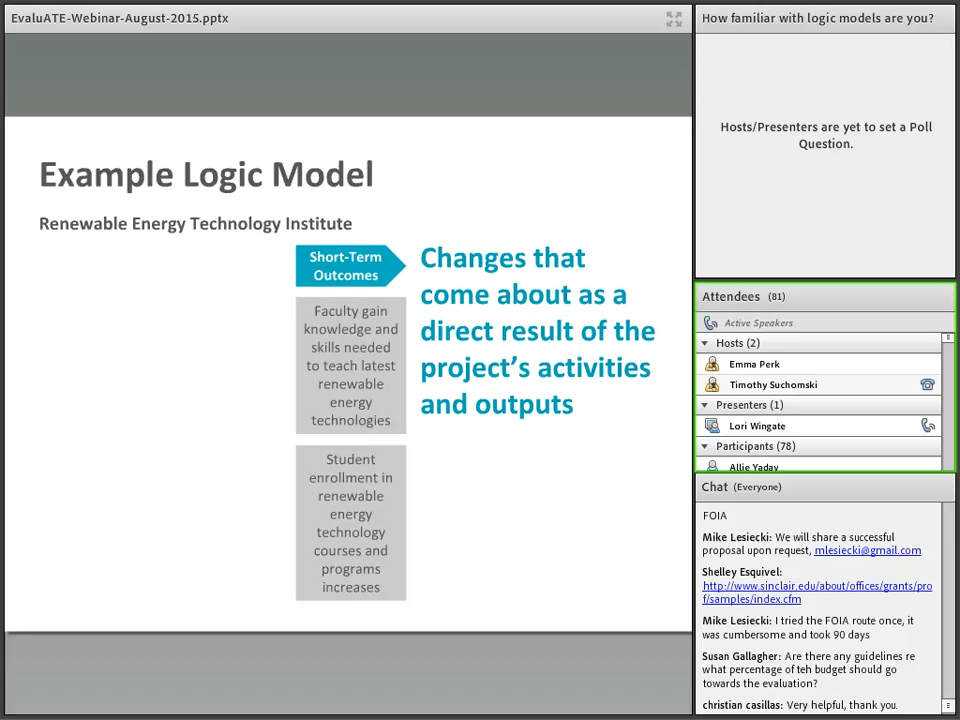 EvaluATE-Webinar-August-2015.pptx
Example Logic Model
Renewable Energy Technology Institute
Short-Term
Outcomes
Faculty gain
knowledge and
skills needed
to teach latest
renewable
energy
technologies
Student
enrollment in
renewable
energy
technology
courses and
programs
increases
Changes that
come about as a
direct result of the
project's activities
and outputs
How familiar with logic models are you?
Hosts/Presenters are yet to set a Poll
Question.
Attendees (81)
Active Speakers
Hosts (2)
Emma Perk
Timothy Suchomski
Presenters (1)
Lori Wingate
Participants (78)
Allie Yadav
Chat (Everyone)
FOIA
Mike Lesiecki: We will share a successful
proposal upon request, mlesiecki@gmail.com
Shelley Esquivel:
http://www.sinclair.edu/about/offices/grants/pro
f/samples/index.cfm
Mike Lesiecki: I tried the FOIA route once, it
was cumbersome and took 90 days
Susan Gallagher: Are there any guidelines re
what percentage of teh budget should go
towards the evaluation?
christian casillas: Very helpful, thank you.